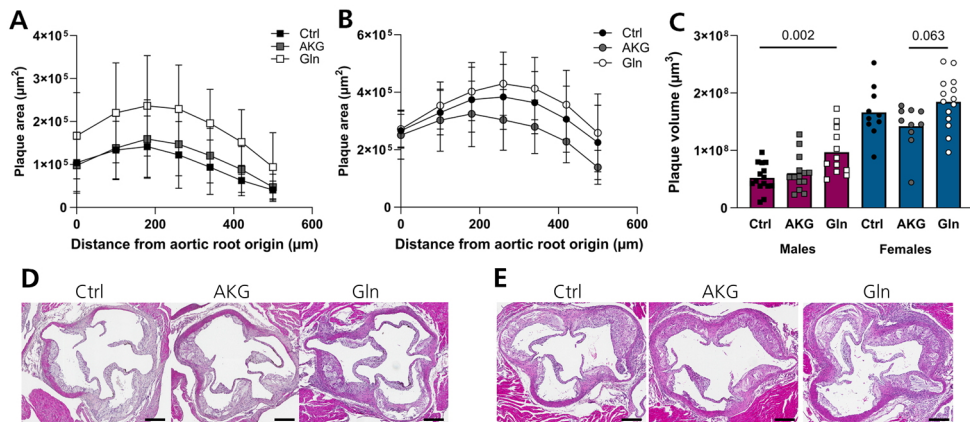 A
Plaque area (µm²)
4×10⁵
3×10⁵
2×10⁵
1×10⁵
0
0
200
400
600
Distance from aortic root origin (µm)
Ctrl
AKG
Gln
B
Plaque area (µm²)
6×10⁵
4×10⁵
2×10⁵
0
0
200
400
600
Distance from aortic root origin (µm)
Ctrl
AKG
Gln
C
Plaque volume (µm³)
3×10⁸
2×10⁸
1×10⁸
0
0.002
0.063
Ctrl AKG Gln Ctrl AKG Gln
Males Females
D
Ctrl AKG Gln
E
Ctrl AKG Gln